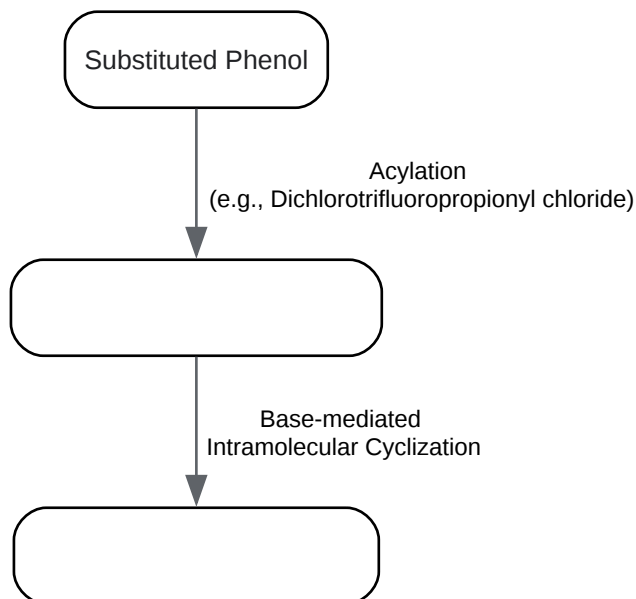 Substituted Phenol
Acylation
(e.g., Dichlorotrifluoropropionyl chloride)
Base-mediated
Intramolecular Cyclization